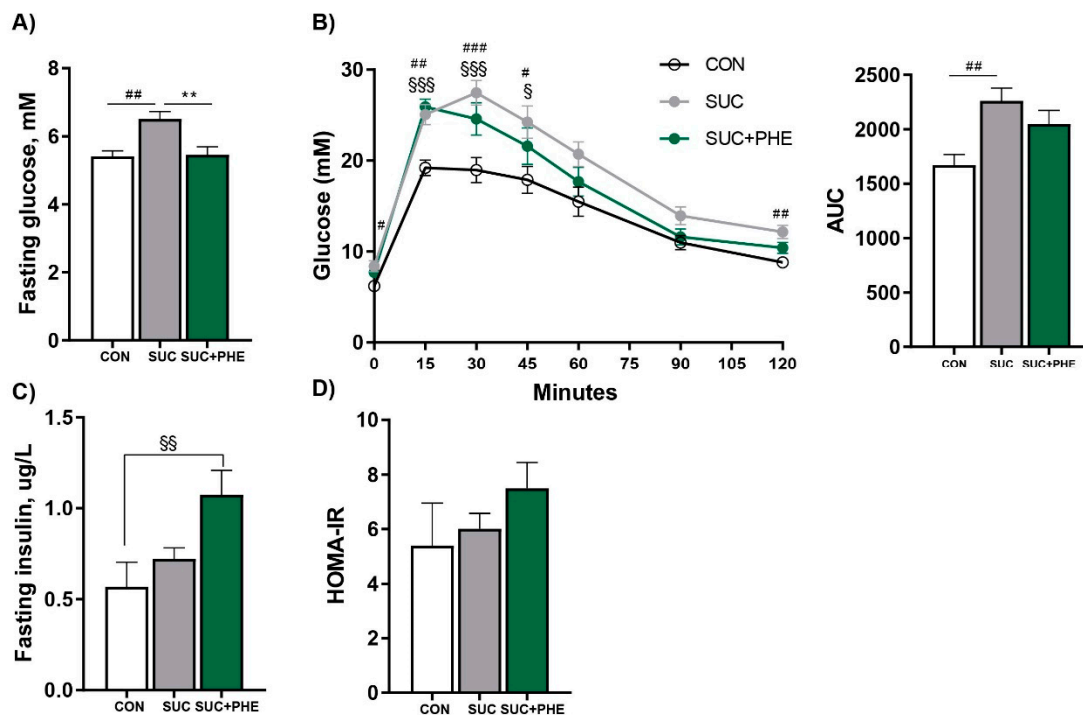 A)
Fasting glucose, mM
8
6
4
2
0
## **
CON SUC SUC+PHE
B)
Glucose (mM)
30
20
10
0
#
##
§§§
###
§§§
#
§
##
CON
SUC
SUC+PHE
0 15 30 45 60 75 90 105 120
Minutes
AUC
2500
2000
1500
1000
500
0
##
CON SUC SUC+PHE
C)
Fasting insulin, ug/L
1.5
1.0
0.5
0.0
§§
CON SUC SUC+PHE
D)
HOMA-IR
10
8
6
4
2
0
CON SUC SUC+PHE